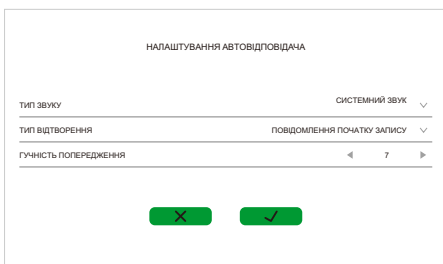 НАЛАШТУВАННЯ АВТОВІДПОВІДАЧА
ТИП ЗВУКУ СИСТЕМНИЙ ЗВУК
ТИП ВІДТВОРЕННЯ ПОВІДОМЛЕННЯ ПОЧАТКУ ЗАПИСУ
ГУЧНІСТЬ ПОПЕРЕДЖЕННЯ 7